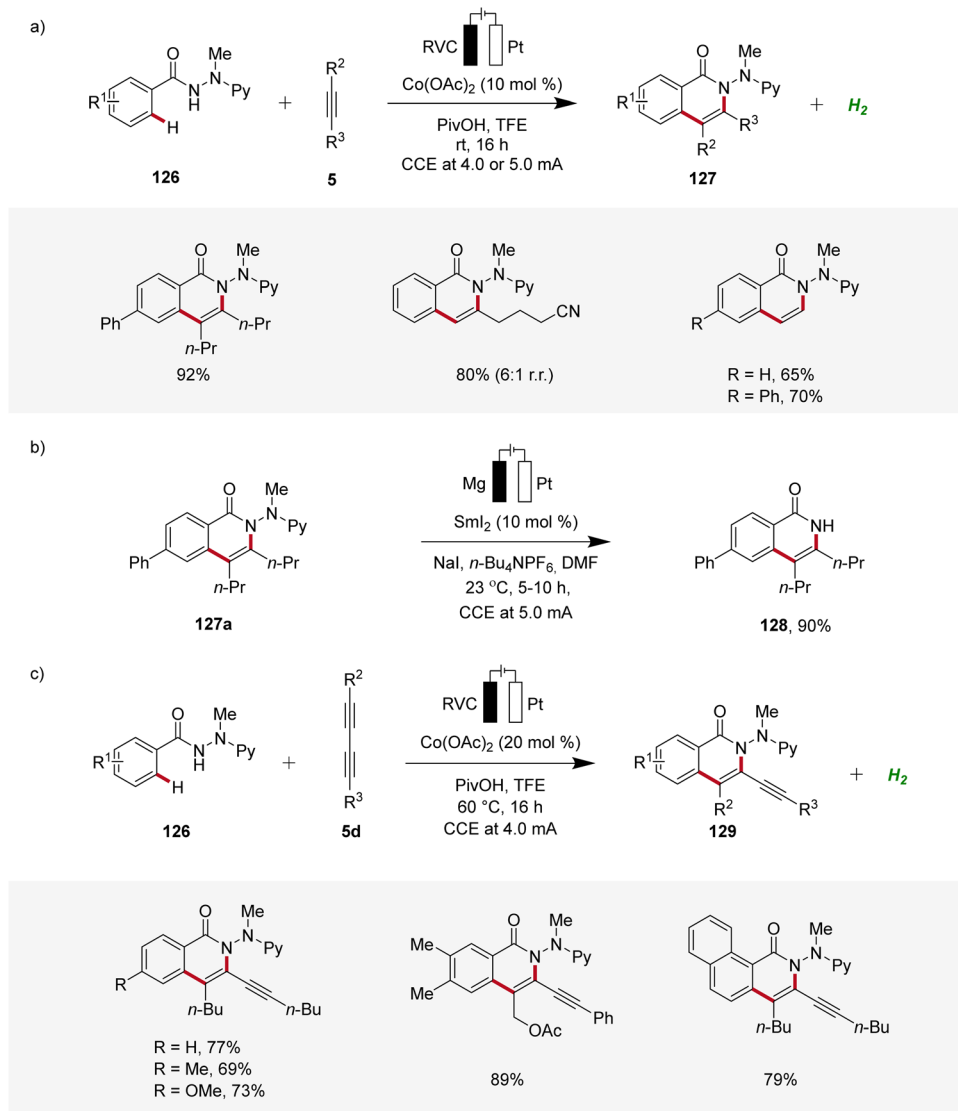 a)
RVC Pt
O Me N N Py H R1 H
+
R2 R3
Co(OAc)2 (10 mol %)
PivOH, TFE
rt, 16 h
CCE at 4.0 or 5.0 mA
O Me N N Py R1 R3 R2
+ H2
126 5 127
O Me N N Py Ph n-Pr n-Pr
92%
O Me N N Py CN
80% (6:1 r.r.)
O Me N N Py R
R = H, 65%
R = Ph, 70%
b)
Mg Pt
O Me N N Py Ph n-Pr n-Pr
127a
SmI2 (10 mol %)
NaI, n-Bu4NPF6, DMF
23 °C, 5-10 h,
CCE at 5.0 mA
O NH Ph n-Pr n-Pr
128, 90%
c)
RVC Pt
O Me N N Py H R1 H
+
R2 R3
Co(OAc)2 (20 mol %)
PivOH, TFE
60 °C, 16 h
CCE at 4.0 mA
O Me N N Py R1 R2 R3
+ H2
126 5d 129
O Me N N Py R n-Bu n-Bu
R = H, 77%
R = Me, 69%
R = OMe, 73%
O Me N N Py Me Me Ph OAc
89%
O Me N N Py n-Bu n-Bu
79%